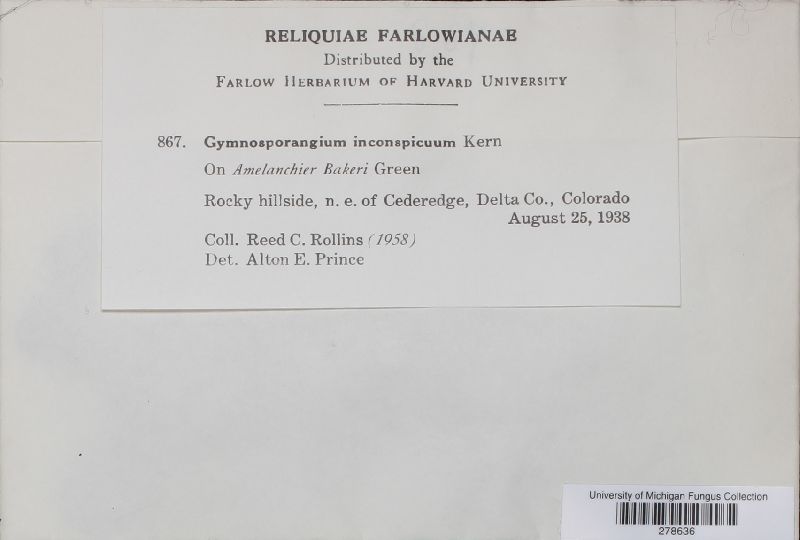 RELIQUIAE FARLOWIANAE
Distributed by the
FARLOW HERBARIUM OF HARVARD UNIVERSITY
867. Gymnosporangium inconspicuum Kern
On Amelanchier Bakeri Green
Rocky hillside, n. e. of Cederedge, Delta Co., Colorado
August 25, 1938
Coll. Reed C. Rollins (1958)
Det. Alton E. Prince
University of Michigan Fungus Collection
278636